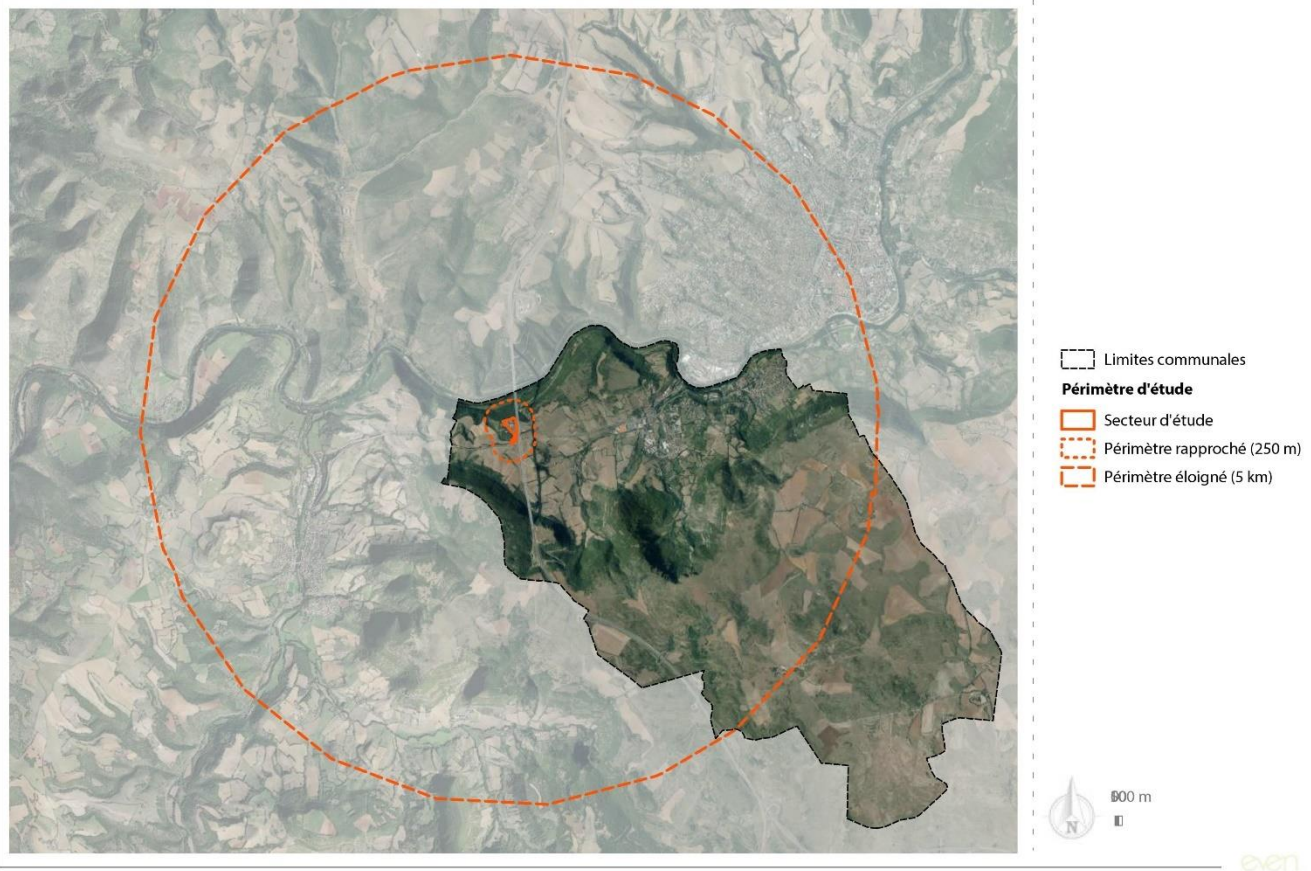 Limites communales
Périmètre d'étude
Secteur d'étude
Périmètre rapproché (250 m)
Périmètre éloigné (5 km)
m
N
even